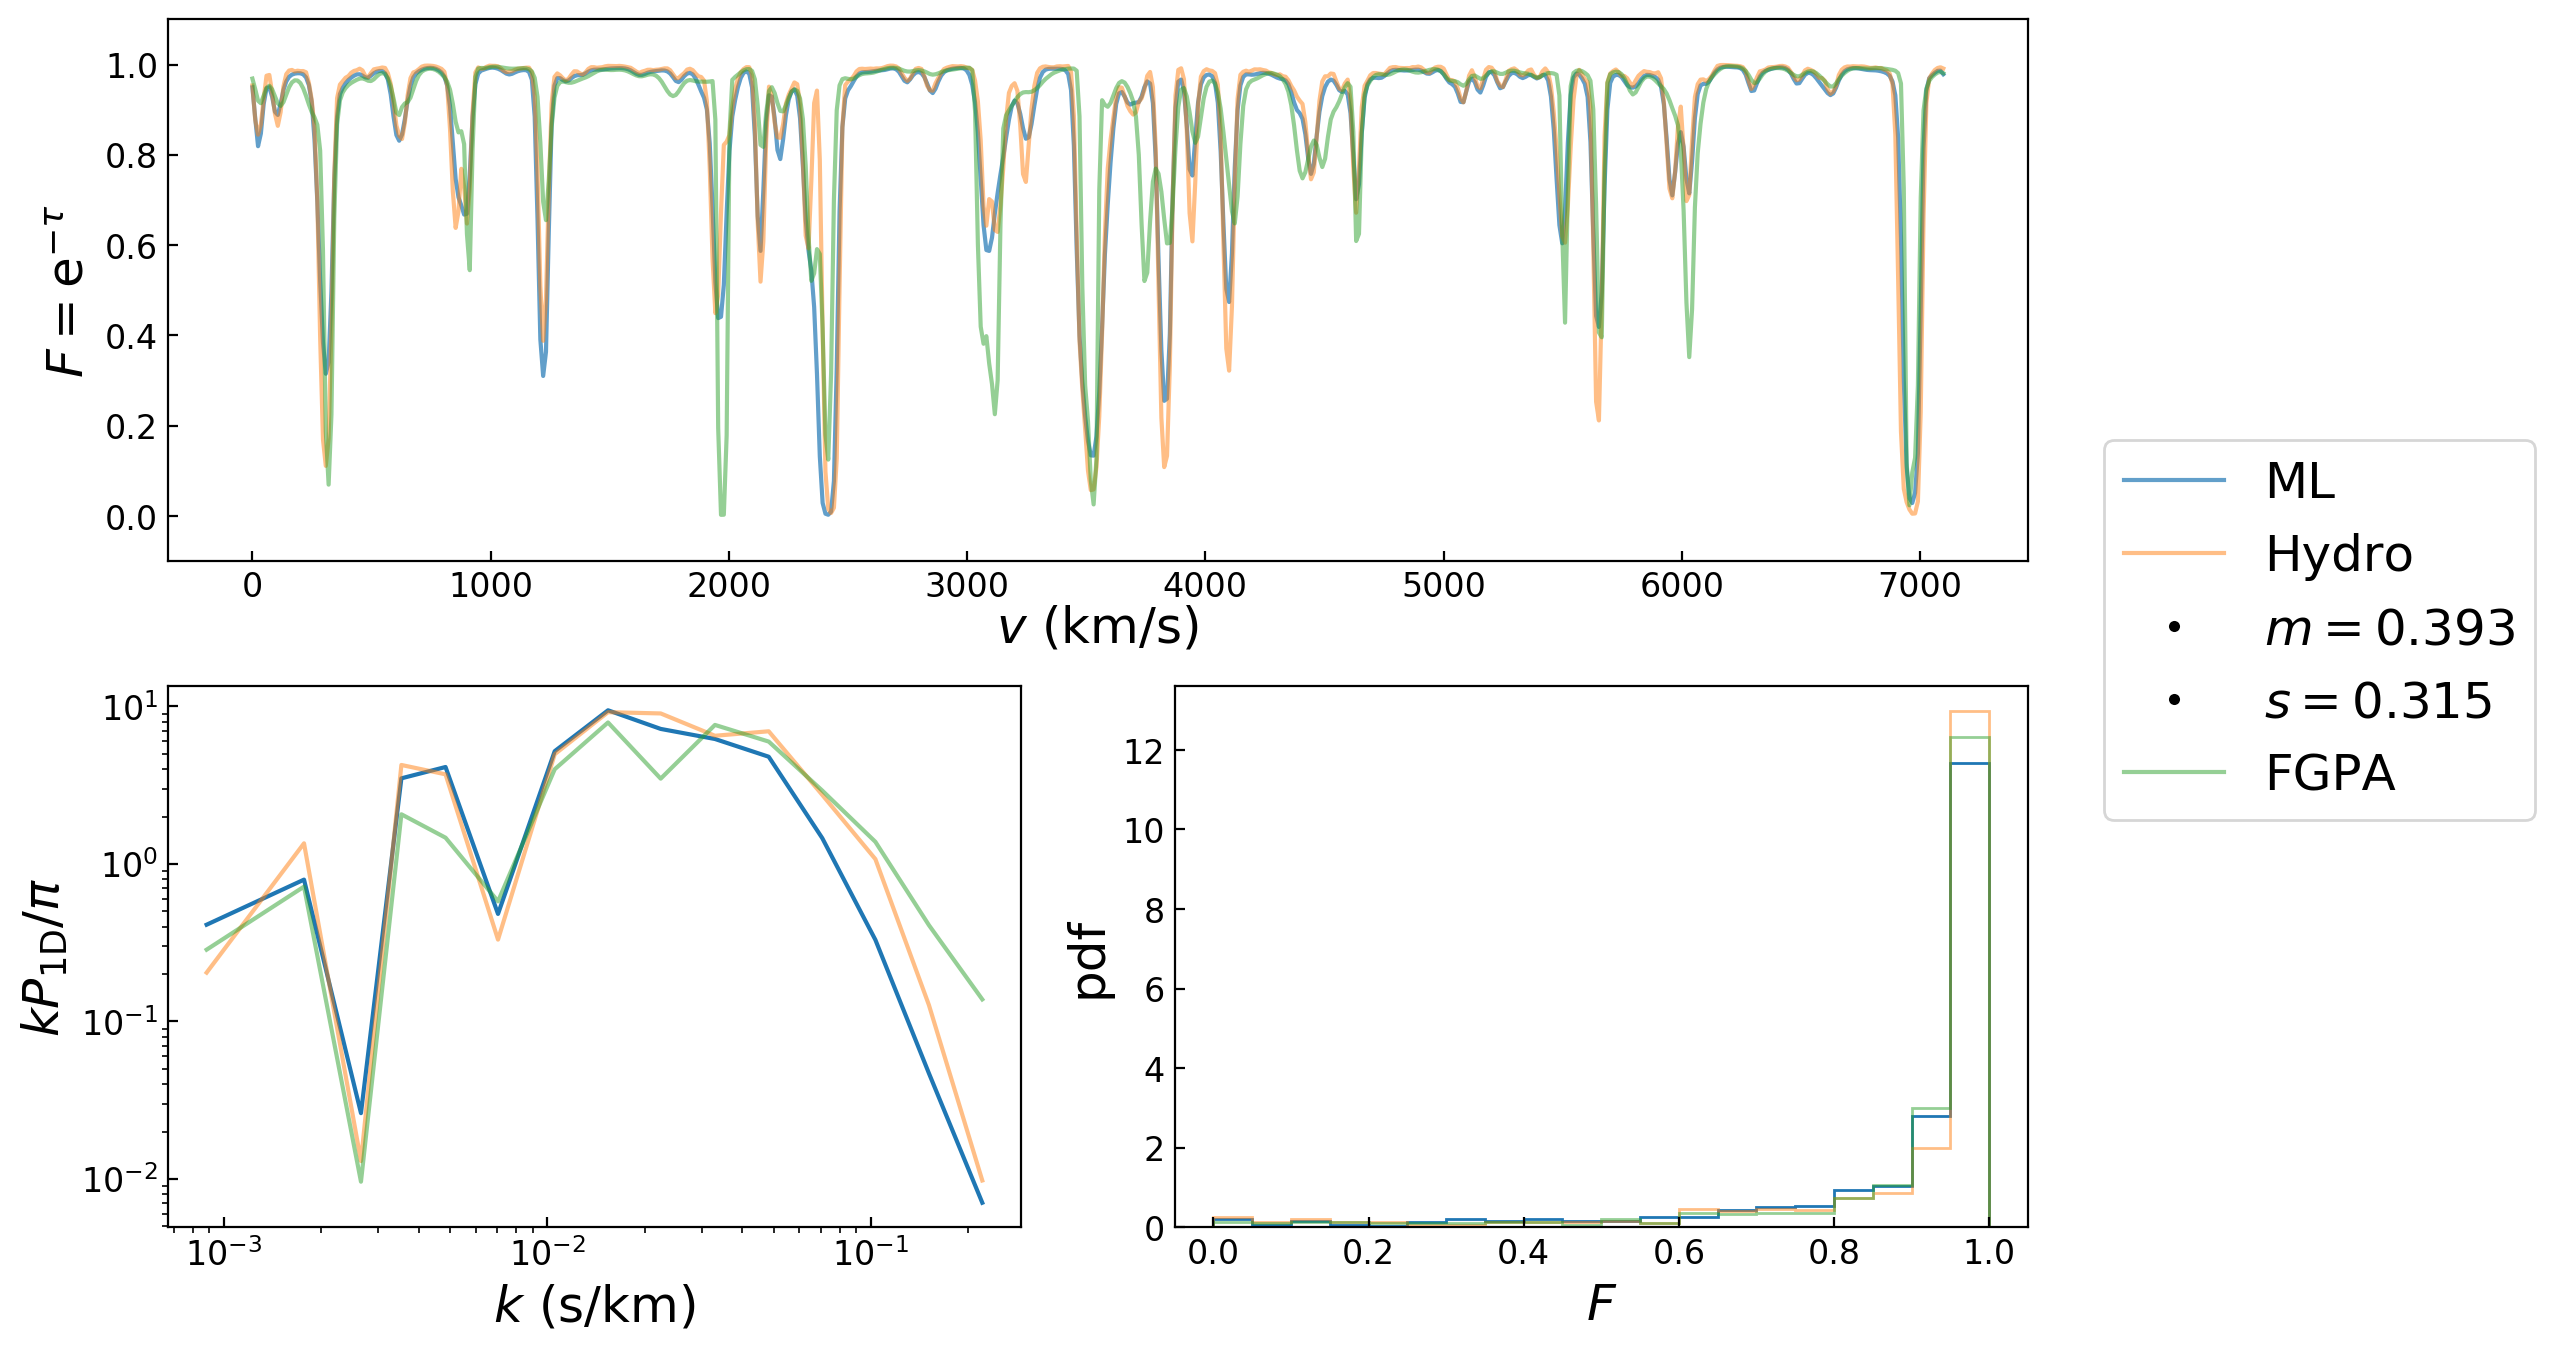 1.0
0.8
0.6
0.4
0.2
0.0
F = e^{-τ}
0 1000 2000 3000 4000 5000 6000 7000
v (km/s)
ML
Hydro
m = 0.393
s = 0.315
FGPA
10^1
10^0
10^{-1}
10^{-2}
kP_{1D}/π
10^{-3} 10^{-2} 10^{-1}
k (s/km)
12
10
8
6
4
2
0
pdf
0.0 0.2 0.4 0.6 0.8 1.0
F